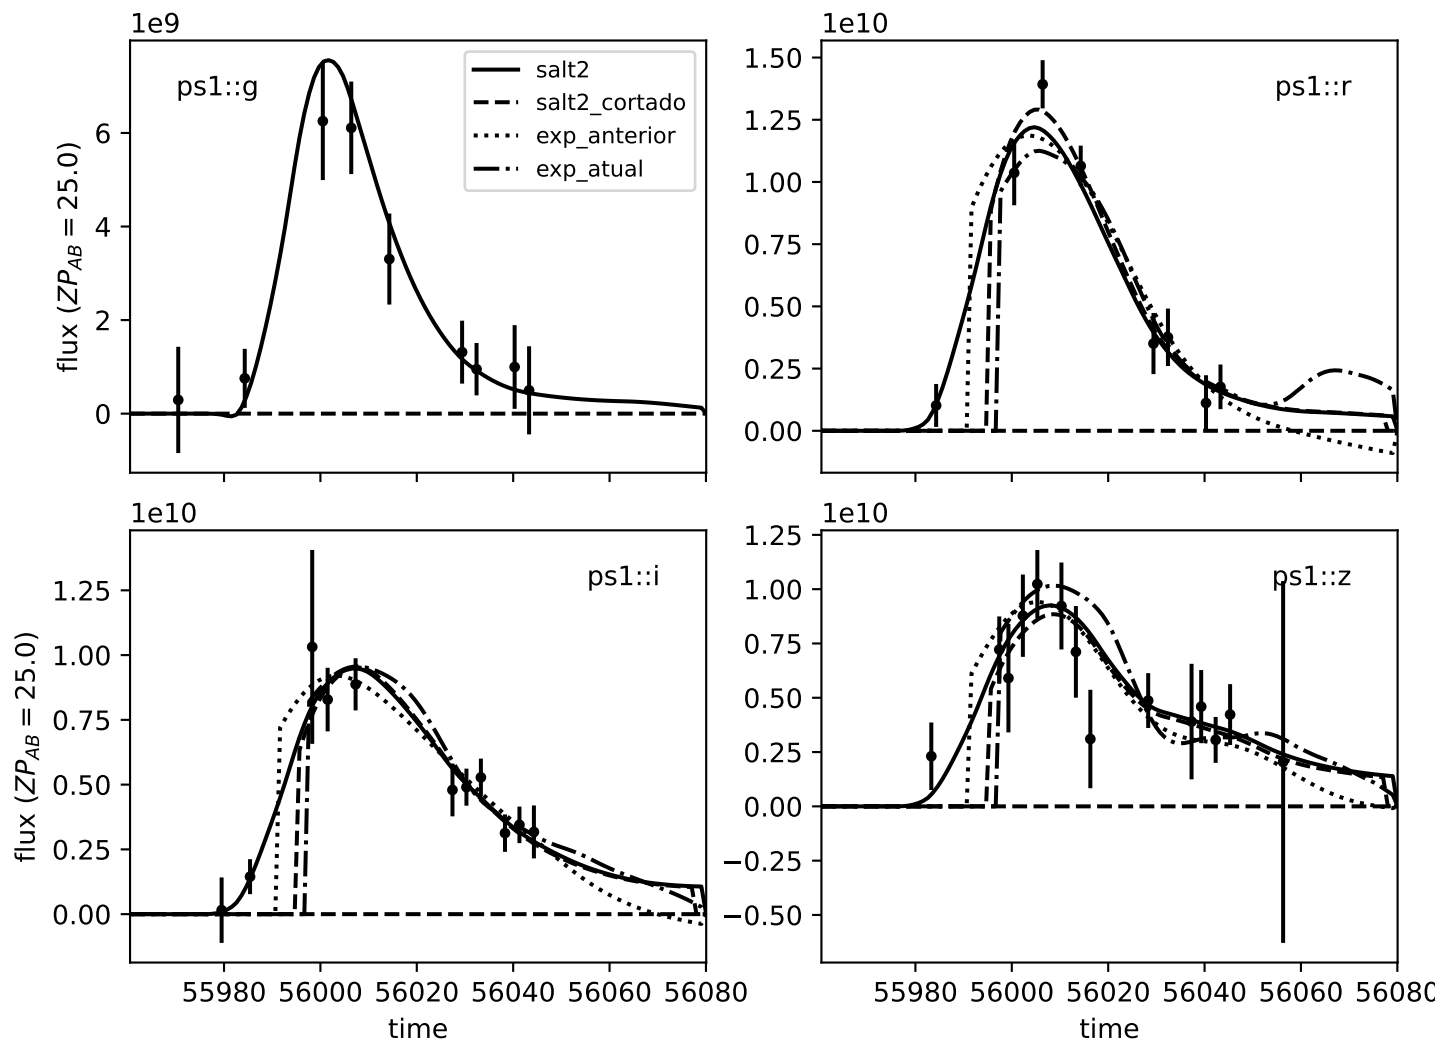 1e9
6
4
2
0
flux (ZP_AB = 25.0)
ps1::g
salt2
salt2_cortado
exp_anterior
exp_atual
1e10
1.50
1.25
1.00
0.75
0.50
0.25
0.00
ps1::r
1e10
1.25
1.00
0.75
0.50
0.25
0.00
flux (ZP_AB = 25.0)
ps1::i
55980 56000 56020 56040 56060 56080
time
1e10
1.25
1.00
0.75
0.50
0.25
0.00
−0.25
−0.50
ps1::z
55980 56000 56020 56040 56060 56080
time